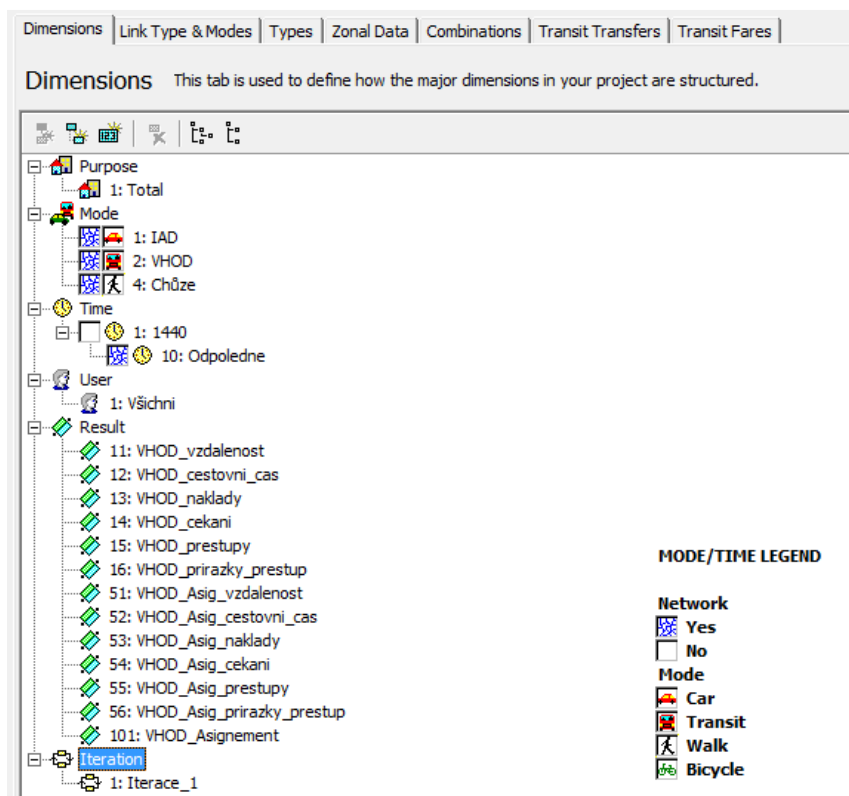 Dimensions Link Type & Modes Types Zonal Data Combinations Transit Transfers Transit Fares
Dimensions This tab is used to define how the major dimensions in your project are structured.
Purpose
1: Total
Mode
1: IAD
2: VHOD
4: Chůze
Time
1: 1440
10: Odpoledne
User
1: Všichni
Result
11: VHOD_vzdalenost
12: VHOD_cestovni_cas
13: VHOD_naklady
14: VHOD_cekani
15: VHOD_prestupy
16: VHOD_prirazky_prestup
51: VHOD_Asig_vzdalenost
52: VHOD_Asig_cestovni_cas
53: VHOD_Asig_naklady
54: VHOD_Asig_cekani
55: VHOD_Asig_prestupy
56: VHOD_Asig_prirazky_prestup
101: VHOD_Asignement
Iteration
1: Iterace_1
MODE/TIME LEGEND
Network
Yes
No
Mode
Car
Transit
Walk
Bicycle